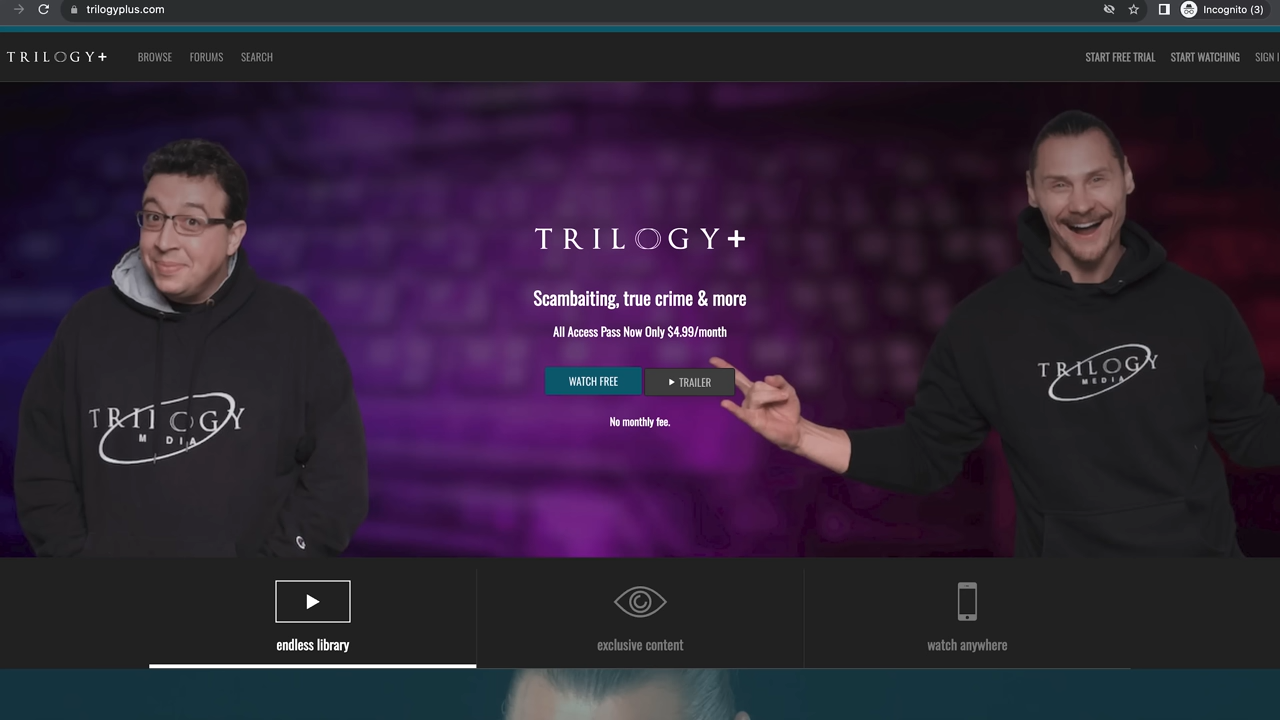 trilogyplus.com
Incognito (3)
TRILOGY+
BROWSE
FORUMS
SEARCH
START FREE TRIAL
START WATCHING
SIGN I
TRILOGY+
Scambaiting, true crime & more
All Access Pass Now Only $4.99/month
WATCH FREE
TRAILER
No monthly fee.
TRILOGY
M DIA
TRILOGY
MEDIA
endless library
exclusive content
watch anywhere